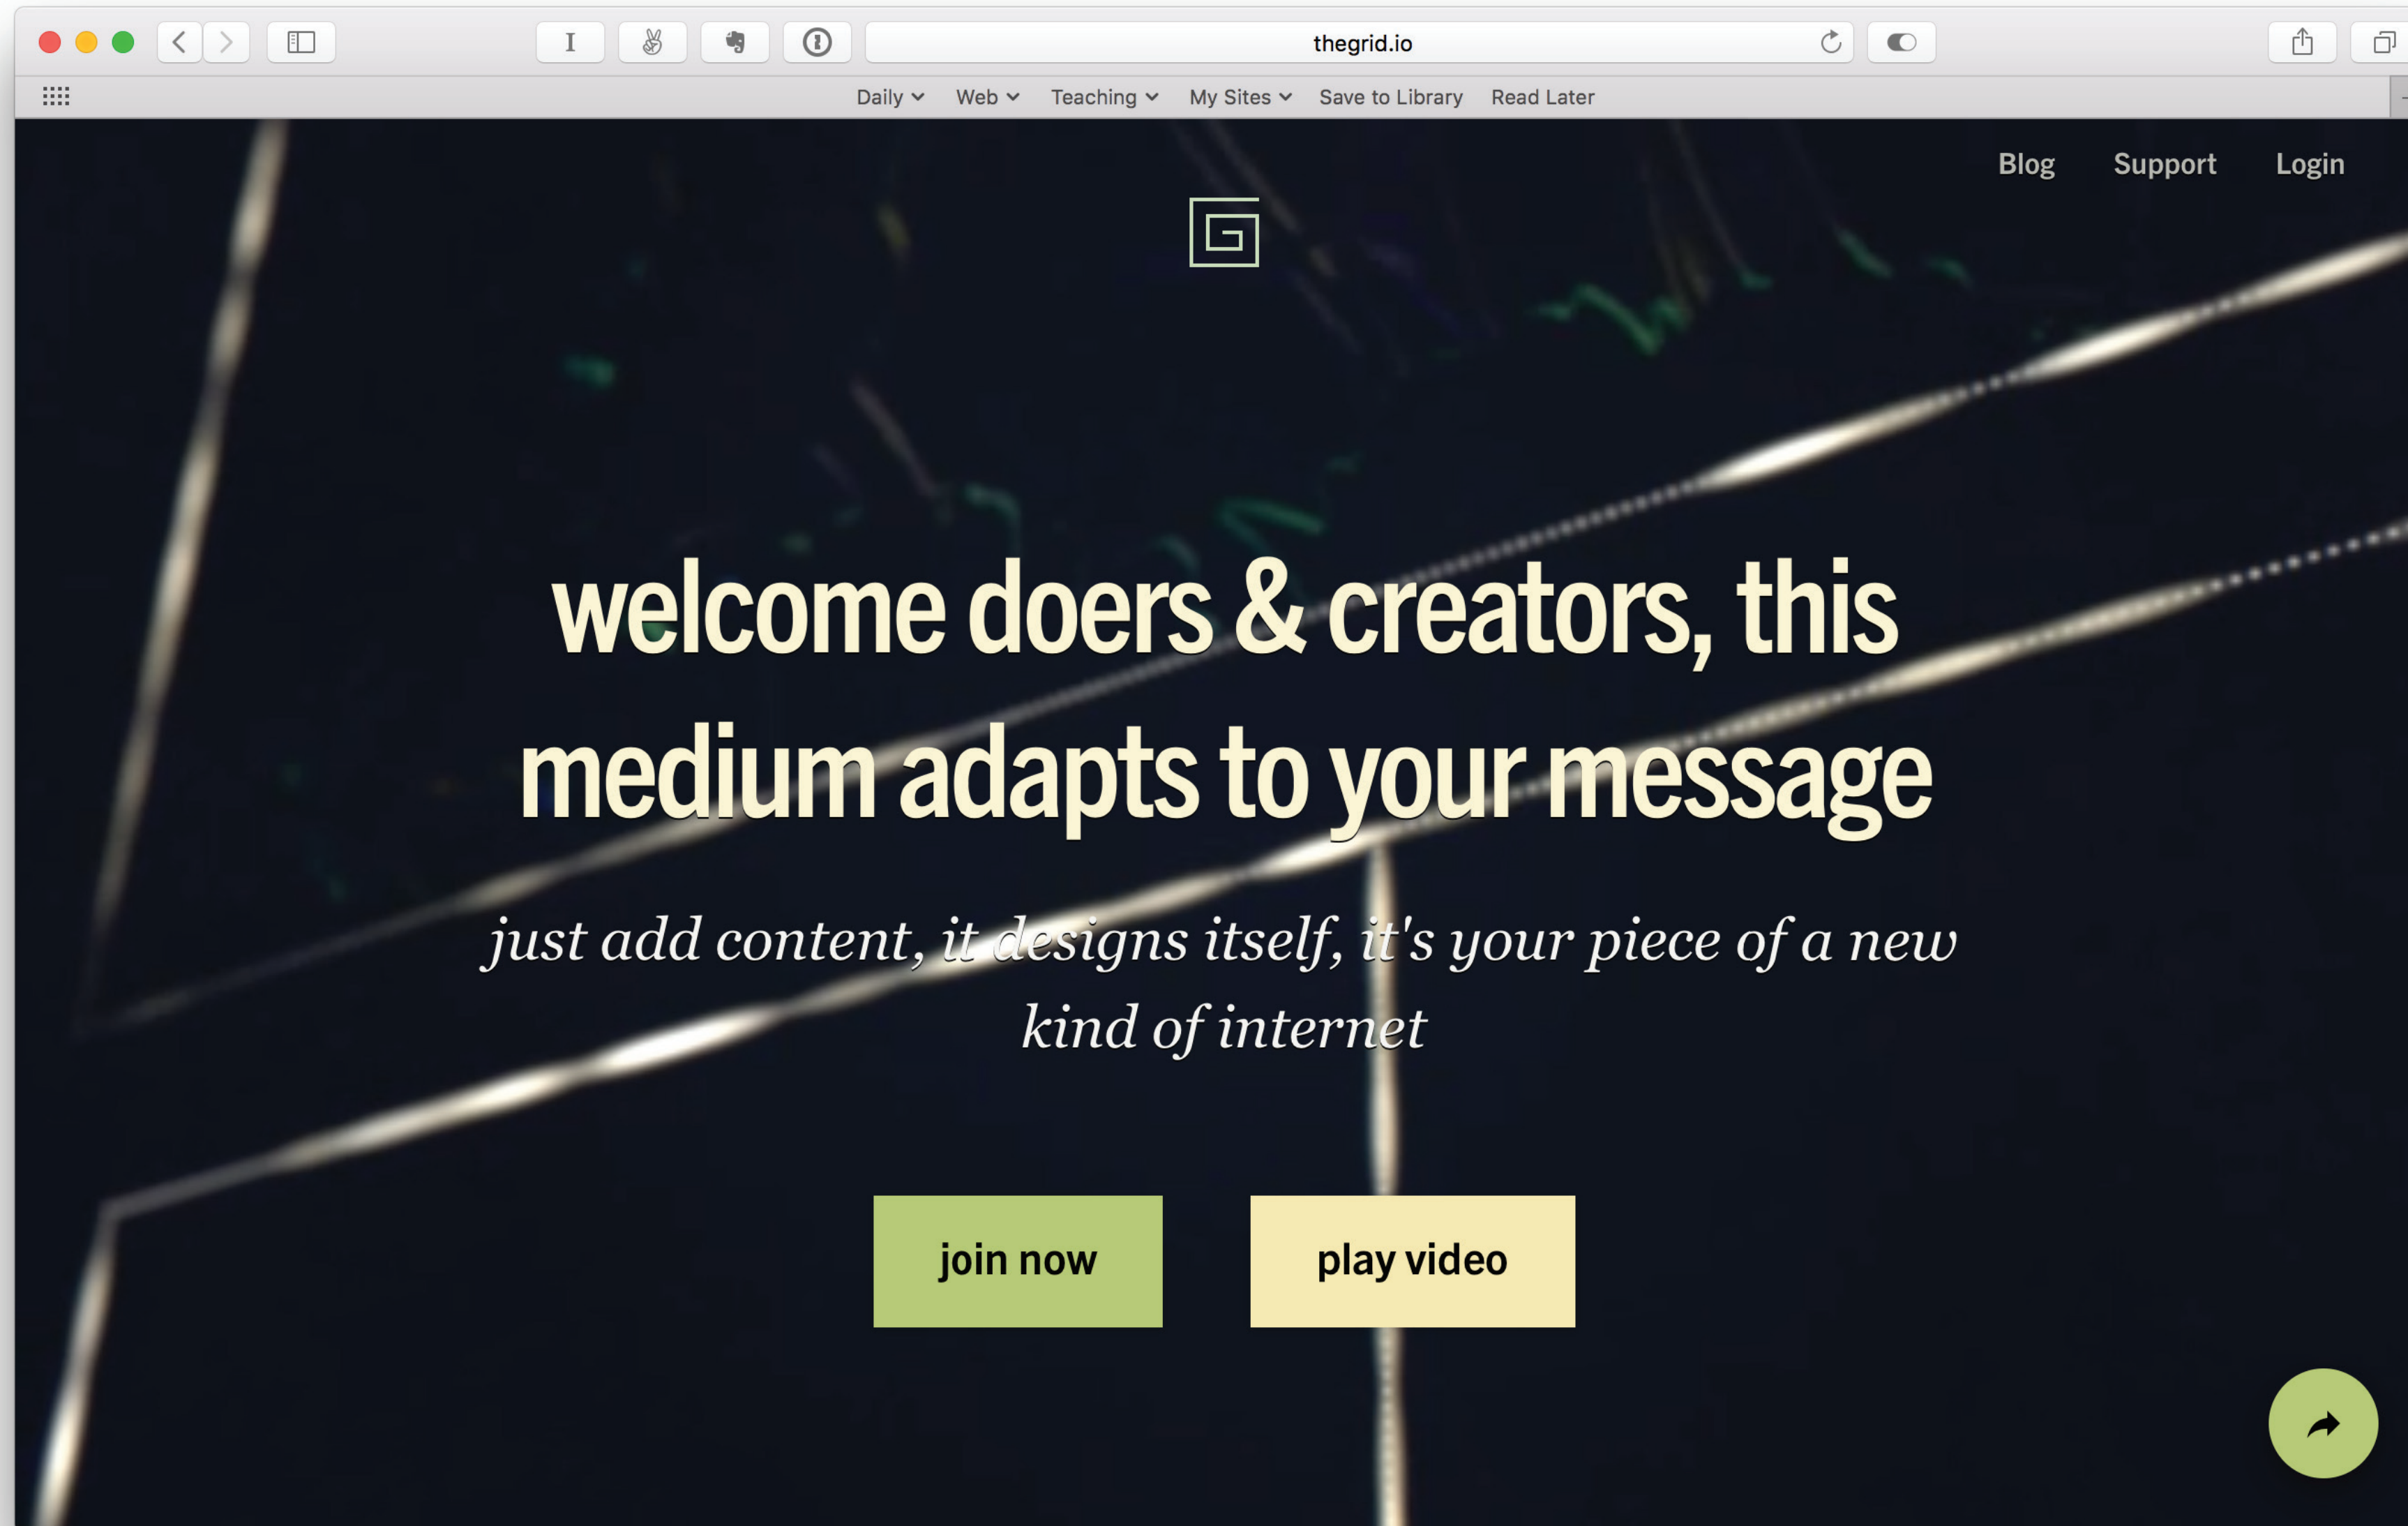 thegrid.io
Daily Web Teaching My Sites Save to Library Read Later
Blog Support Login
welcome doers & creators, this
medium adapts to your message
just add content, it designs itself, it's your piece of a new
kind of internet
join now play video